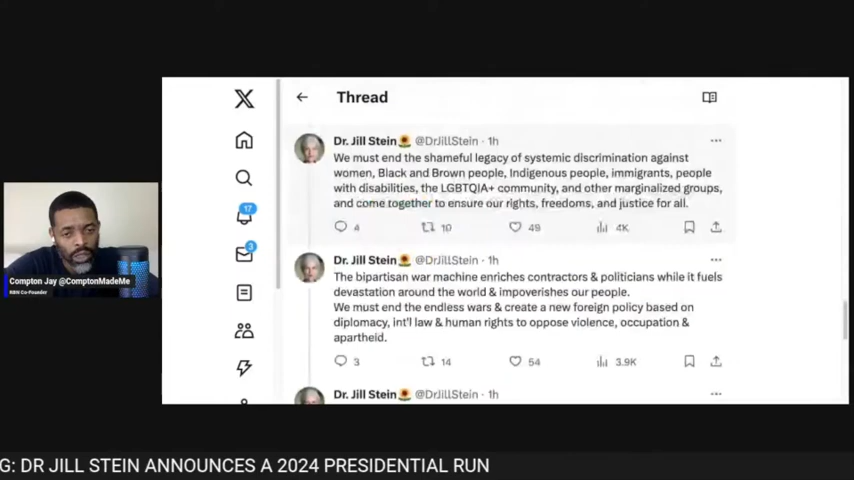 Thread
Dr. Jill Stein🌻 @DrJillStein · 1h
We must end the shameful legacy of systemic discrimination against
women, Black and Brown people, Indigenous people, immigrants, people
with disabilities, the LGBTQIA+ community, and other marginalized groups,
and come together to ensure our rights, freedoms, and justice for all.
4 10 49 4K
17
3
Dr. Jill Stein🌻 @DrJillStein · 1h
The bipartisan war machine enriches contractors & politicians while it fuels
devastation around the world & impoverishes our people.
We must end the endless wars & create a new foreign policy based on
diplomacy, int'l law & human rights to oppose violence, occupation &
apartheid.
3 14 54 3.9K
Dr. Jill Stein🌻 @DrJillStein · 1h
Compton Jay @ComptonMadeMe
RBN Co-Founder
G: DR JILL STEIN ANNOUNCES A 2024 PRESIDENTIAL RUN